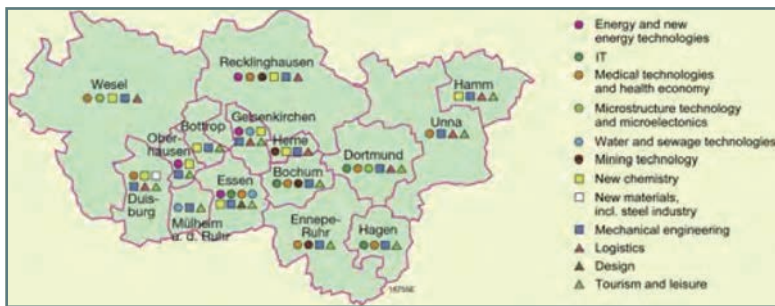 Wesel
Recklinghausen
Hamm
Unna
Bottrop
Gelsenkirchen
Ober-
hausen
Herne
Dortmund
Duis-
burg
Essen
Bochum
Mülheim
a. d. Ruhr
Ennepe-
Ruhr
Hagen
Energy and new
energy technologies
IT
Medical technologies
and health economy
Microstructure technology
and microelectonics
Water and sewage technologies
Mining technology
New chemistry
New materials,
incl. steel industry
Mechanical engineering
Logistics
Design
Tourism and leisure